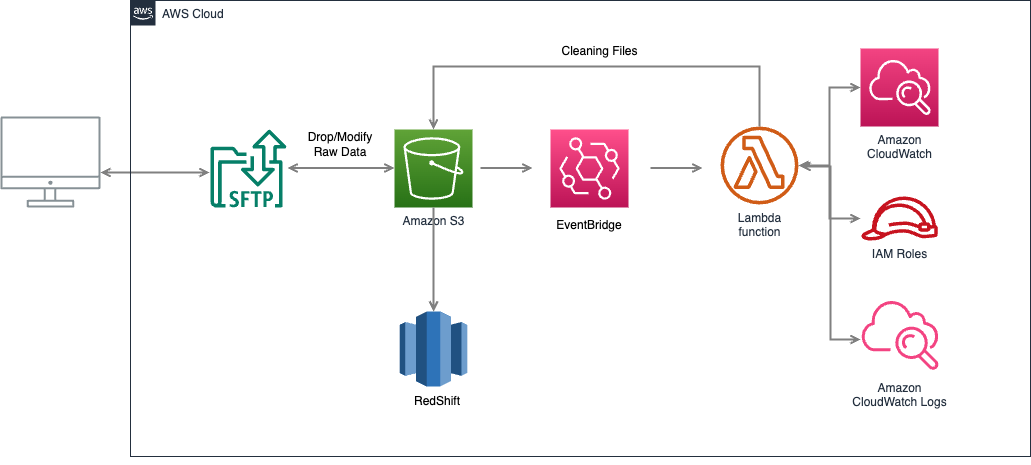 aws
AWS Cloud
Cleaning Files
Drop/Modify
Raw Data
SFTP
Amazon S3
EventBridge
Lambda
function
Amazon
CloudWatch
IAM Roles
RedShift
Amazon
CloudWatch Logs